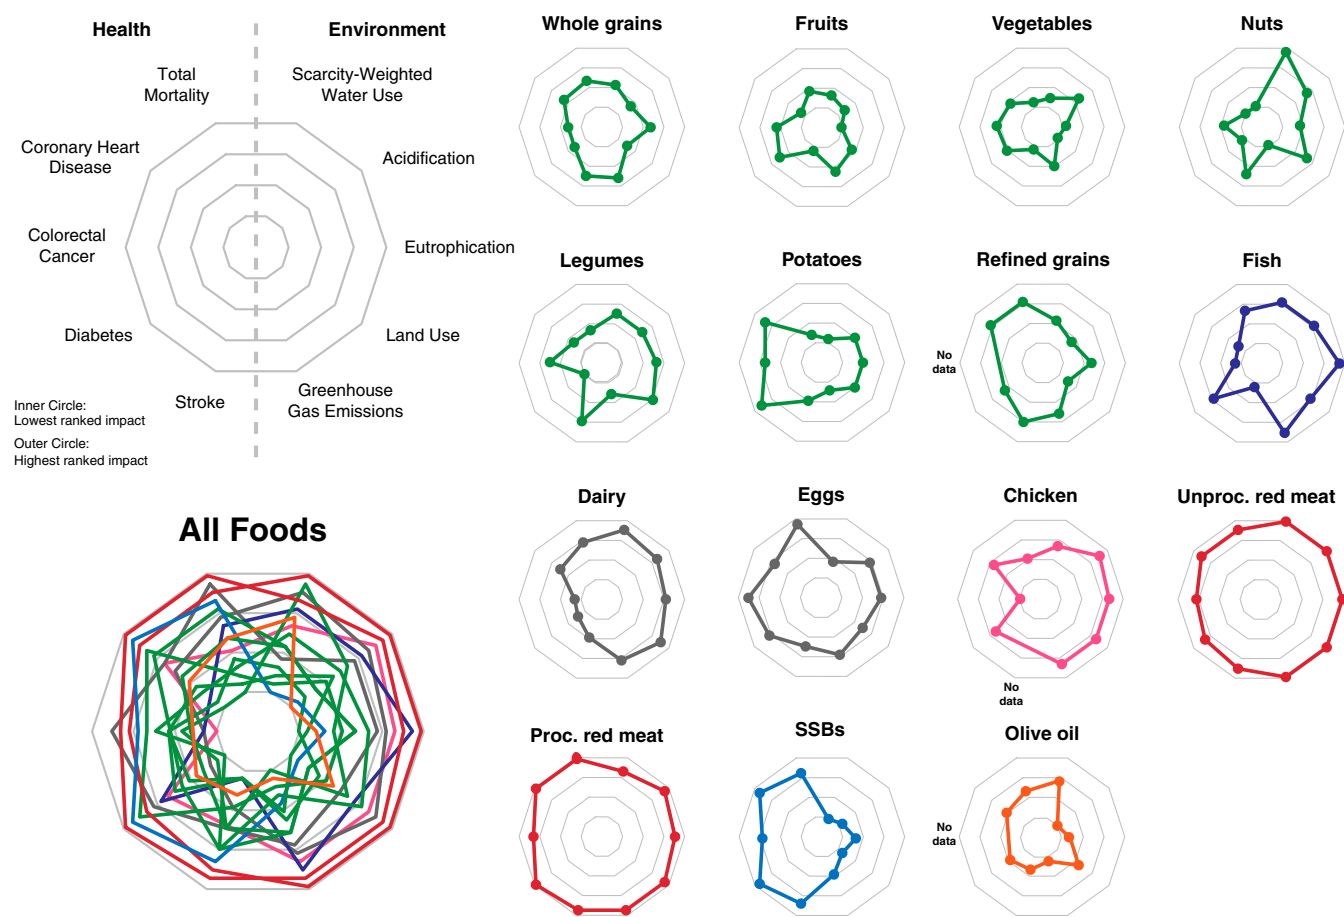 Health
Environment
Total
Mortality
Scarcity-Weighted
Water Use
Coronary Heart
Disease
Acidification
Colorectal
Cancer
Eutrophication
Diabetes
Land Use
Stroke
Greenhouse
Gas Emissions
Inner Circle:
Lowest ranked impact
Outer Circle:
Highest ranked impact
All Foods
Whole grains
Fruits
Vegetables
Nuts
Legumes
Potatoes
Refined grains
No
data
Fish
Dairy
Eggs
Chicken
No
data
Unproc. red meat
Proc. red meat
SSBs
Olive oil
No
data